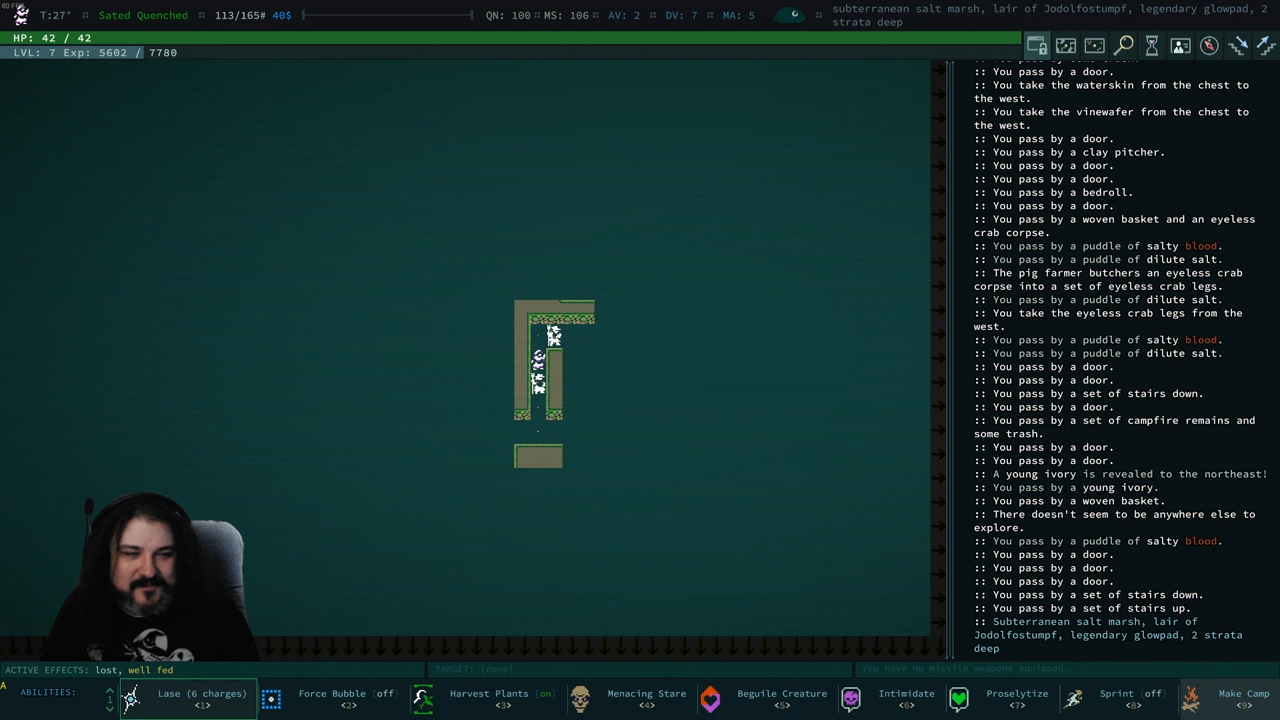 60 FPS
T:27° :: Sated Quenched :: 113/165# 40$ QN: 100 :: MS: 106 :: AV: 2 :: DV: 7 :: MA: 5 :: subterranean salt marsh, lair of Jodolfostumpf, legendary glowpad, 2
strata deep
HP: 42 / 42
LVL: 7 Exp: 5602 / 7780
:: You pass by a door.
:: You take the waterskin from the chest to
the west.
:: You take the vinewafer from the chest to
the west.
:: You pass by a door.
:: You pass by a clay pitcher.
:: You pass by a door.
:: You pass by a door.
:: You pass by a bedroll.
:: You pass by a door.
:: You pass by a woven basket and an eyeless
crab corpse.
:: You pass by a puddle of salty blood.
:: You pass by a puddle of dilute salt.
:: The pig farmer butchers an eyeless crab
corpse into a set of eyeless crab legs.
:: You pass by a puddle of dilute salt.
:: You take the eyeless crab legs from the
west.
:: You pass by a puddle of salty blood.
:: You pass by a puddle of dilute salt.
:: You pass by a door.
:: You pass by a door.
:: You pass by a set of stairs down.
:: You pass by a door.
:: You pass by a set of campfire remains and
some trash.
:: You pass by a door.
:: You pass by a door.
:: A young ivory is revealed to the northeast!
:: You pass by a young ivory.
:: You pass by a woven basket.
:: There doesn't seem to be anywhere else to
explore.
:: You pass by a puddle of salty blood.
:: You pass by a door.
:: You pass by a door.
:: You pass by a door.
:: You pass by a set of stairs down.
:: You pass by a set of stairs up.
:: Subterranean salt marsh, lair of
Jodolfostumpf, legendary glowpad, 2 strata
deep
ACTIVE EFFECTS: lost, well fed
TARGET: [none]
You have no missile weapons equipped.
A
ABILITIES:
1
Lase (6 charges)
<1>
Force Bubble [off]
<2>
Harvest Plants [on]
<3>
Menacing Stare
<4>
Beguile Creature
<5>
Intimidate
<6>
Proselytize
<7>
Sprint [off]
<8>
Make Camp
<9>